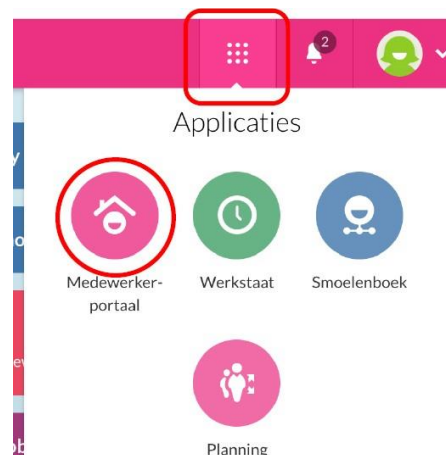 2
Applicaties
Medewerker-
portaal
Werkstaat
Smoelenboek
Planning